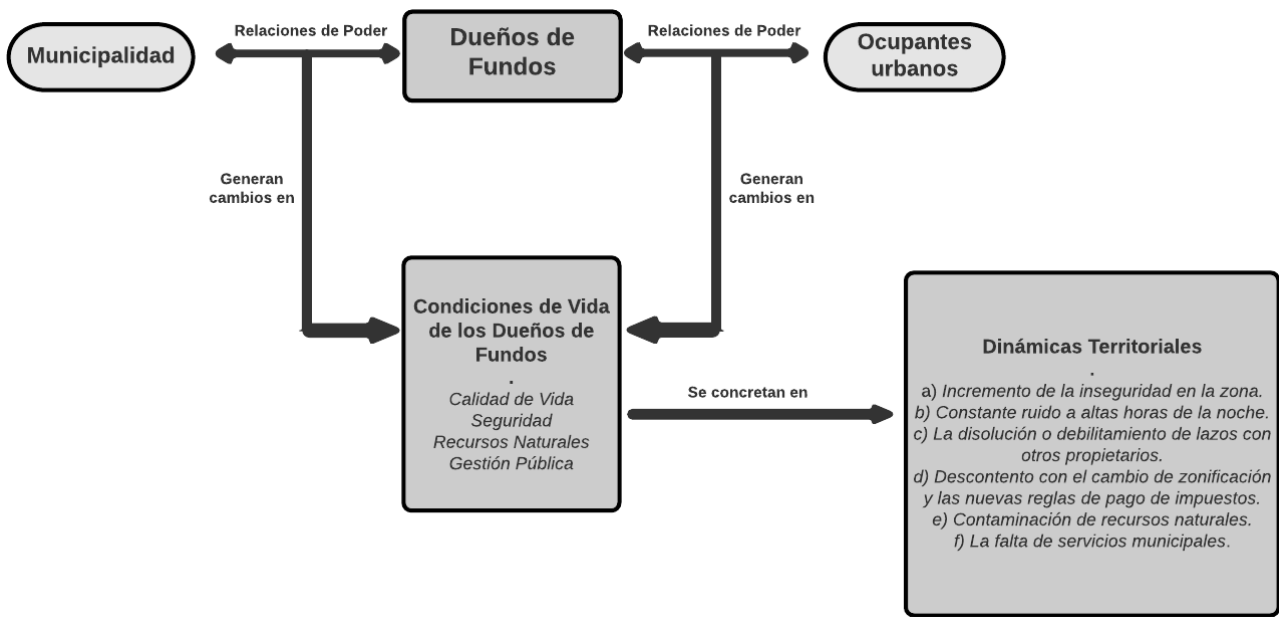 Municipalidad
Relaciones de Poder
Dueños de
Fundos
Relaciones de Poder
Ocupantes
urbanos
Generan
cambios en
Generan
cambios en
Condiciones de Vida
de los Dueños de
Fundos
.
Calidad de Vida
Seguridad
Recursos Naturales
Gestión Pública
Se concretan en
Dinámicas Territoriales
.
a) Incremento de la inseguridad en la zona.
b) Constante ruido a altas horas de la noche.
c) La disolución o debilitamiento de lazos con
otros propietarios.
d) Descontento con el cambio de zonificación
y las nuevas reglas de pago de impuestos.
e) Contaminación de recursos naturales.
f) La falta de servicios municipales.